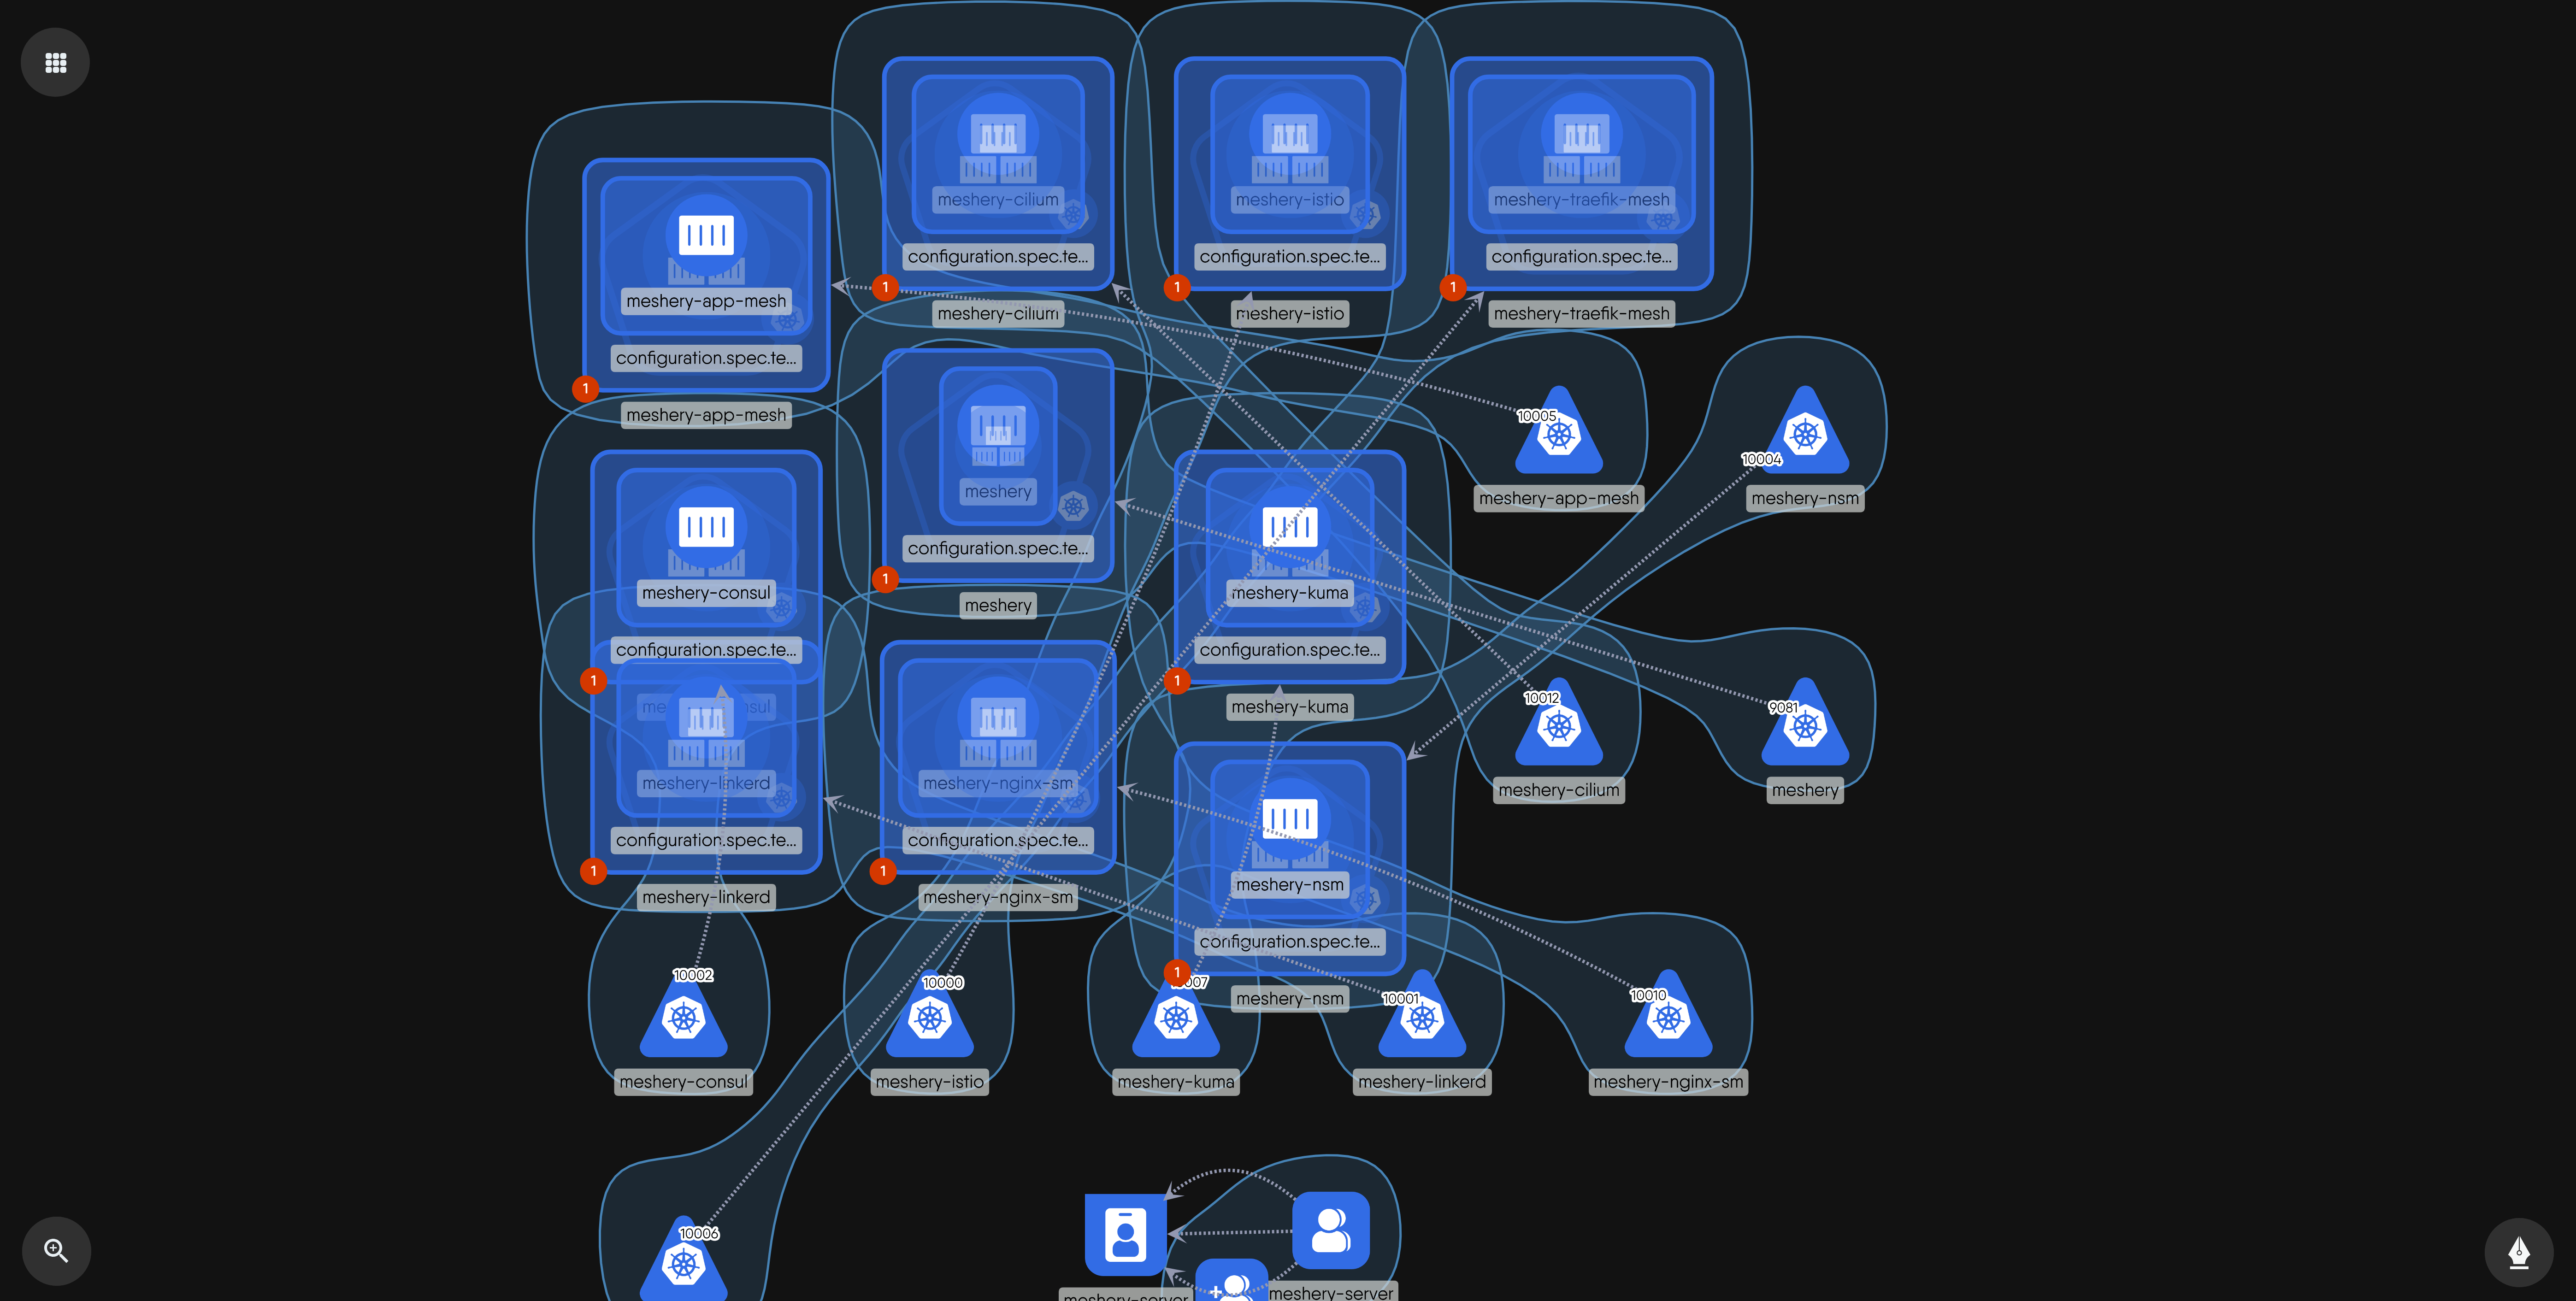 meshery-cilium
configuration.spec.te...
1
meshery-cilium
meshery-istio
configuration.spec.te...
1
meshery-istio
meshery-traefik-mesh
configuration.spec.te...
1
meshery-traefik-mesh
meshery-app-mesh
configuration.spec.te...
1
meshery-app-mesh
meshery
configuration.spec.te...
1
meshery
10005
meshery-app-mesh
10004
meshery-nsm
meshery-consul
configuration.spec.te...
1
meshery-kuma
configuration.spec.te...
1
meshery-kuma
10012
meshery-cilium
9081
meshery
meshery-linkerd
configuration.spec.te...
1
meshery-linkerd
meshery-nginx-sm
configuration.spec.te...
1
meshery-nginx-sm
meshery-nsm
configuration.spec.te...
1
meshery-nsm
10002
meshery-consul
10000
meshery-istio
meshery-kuma
10001
meshery-linkerd
10010
meshery-nginx-sm
10006
meshery-server
meshery-server